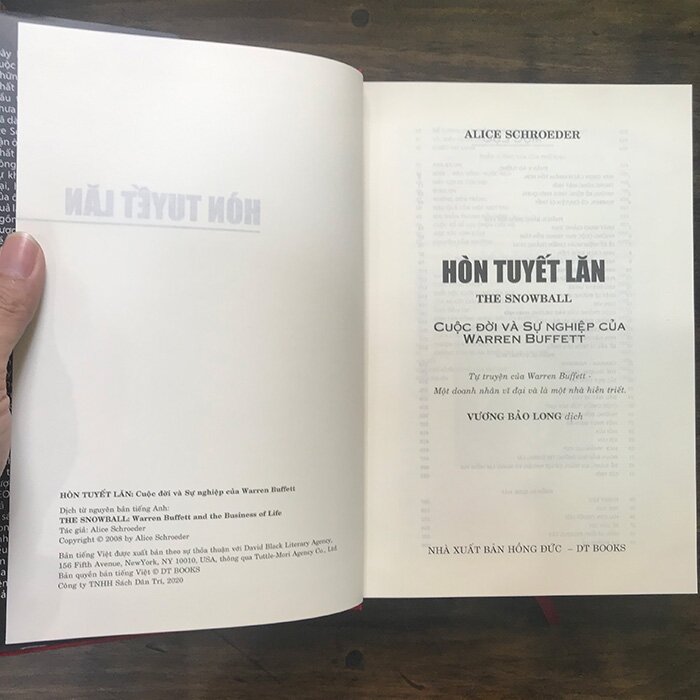 HÒN TUYẾT LĂN: Cuộc đời và Sự nghiệp của Warren Buffett
Dịch từ nguyên bản tiếng Anh:
THE SNOWBALL: Warren Buffett and the Business of Life
Tác giả: Alice Schroeder
Copyright © 2008 by Alice Schroeder
Bản tiếng Việt được xuất bản theo sự thỏa thuận với David Black Literary Agency,
156 Fifth Avenue, NewYork, NY 10010, USA, thông qua Tuttle-Mori Agency Co., Ltd
Bản quyền bản tiếng Việt © DT BOOKS
Công ty TNHH Sách Dân Trí, 2020
ALICE SCHROEDER
HÒN TUYẾT LĂN
THE SNOWBALL
CUỘC ĐỜI VÀ SỰ NGHIỆP CỦA
WARREN BUFFETT
Tự truyện của Warren Buffett -
Một doanh nhân vĩ đại và là một nhà hiền triết.
VƯƠNG BẢO LONG dịch
NHÀ XUẤT BẢN HỒNG ĐỨC – DT BOOKS